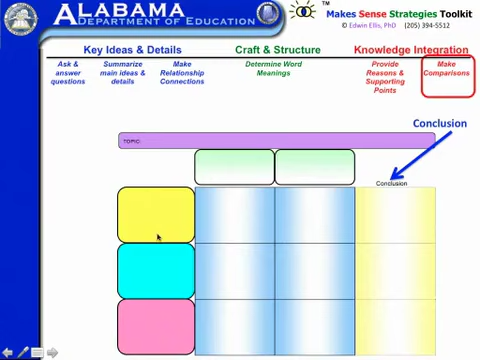 ALABAMA
DEPARTMENT OF EDUCATION
TM
Makes Sense Strategies Toolkit
© Edwin Ellis, PhD (205) 394-5512
Key Ideas & Details
Craft & Structure
Knowledge Integration
Ask &
answer
questions
Summarize
main ideas &
details
Make
Relationship
Connections
Determine Word
Meanings
Provide
Reasons &
Supporting
Points
Make
Comparisons
Conclusion
TOPIC:
Conclusion